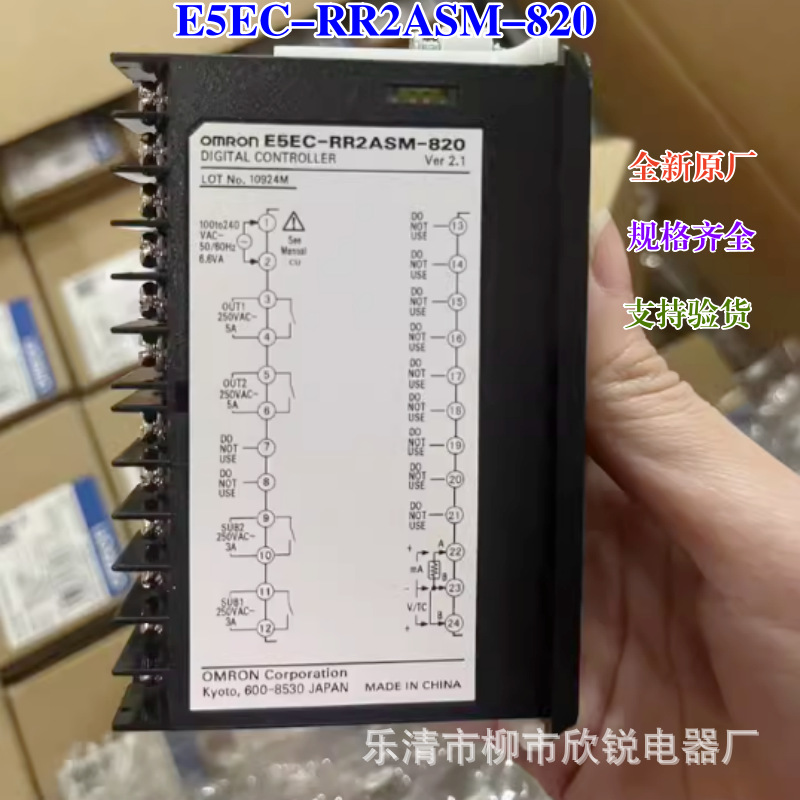 E5EC-RR2ASM-820
OMRON E5EC-RR2ASM-820
DIGITAL CONTROLLER Ver 2.1
LOT No. 10924M
全新原厂
规格齐全
支持验货
100to240
VAC~
50/60Hz
6.6VA
1
2
See
Manual
CU
OUT1
250VAC~
5A
3
4
OUT2
250VAC~
5A
5
6
DO
NOT
USE
7
DO
NOT
USE
8
SUB2
250VAC~
3A
9
10
SUB1
250VAC~
3A
11
12
DO
NOT
USE
13
DO
NOT
USE
14
DO
NOT
USE
15
DO
NOT
USE
16
DO
NOT
USE
17
DO
NOT
USE
18
DO
NOT
USE
19
DO
NOT
USE
20
DO
NOT
USE
21
+ A 22
mA
- B 23
V/TC
+ B 24
OMRON Corporation
Kyoto, 600-8530 JAPAN MADE IN CHINA
乐清市柳市欣锐电器厂